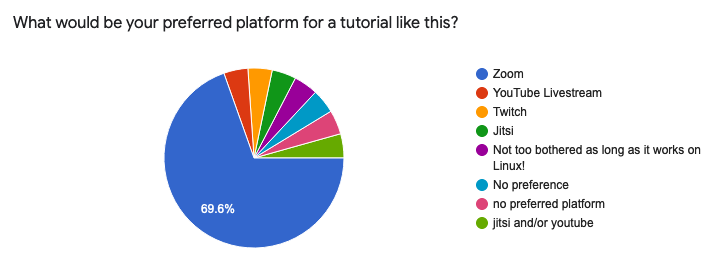 What would be your preferred platform for a tutorial like this?
69.6%
Zoom
YouTube Livestream
Twitch
Jitsi
Not too bothered as long as it works on
Linux!
No preference
no preferred platform
jitsi and/or youtube